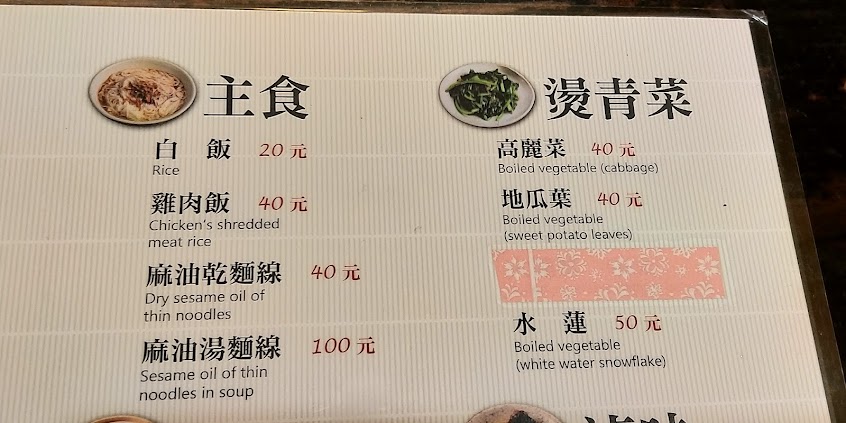 主食
白飯 20元
Rice
雞肉飯 40元
Chicken's shredded
meat rice
麻油乾麵線 40元
Dry sesame oil of
thin noodles
麻油湯麵線 100元
Sesame oil of thin
noodles in soup
燙青菜
高麗菜 40元
Boiled vegetable (cabbage)
地瓜葉 40元
Boiled vegetable
(sweet potato leaves)
水蓮 50元
Boiled vegetable
(white water snowflake)